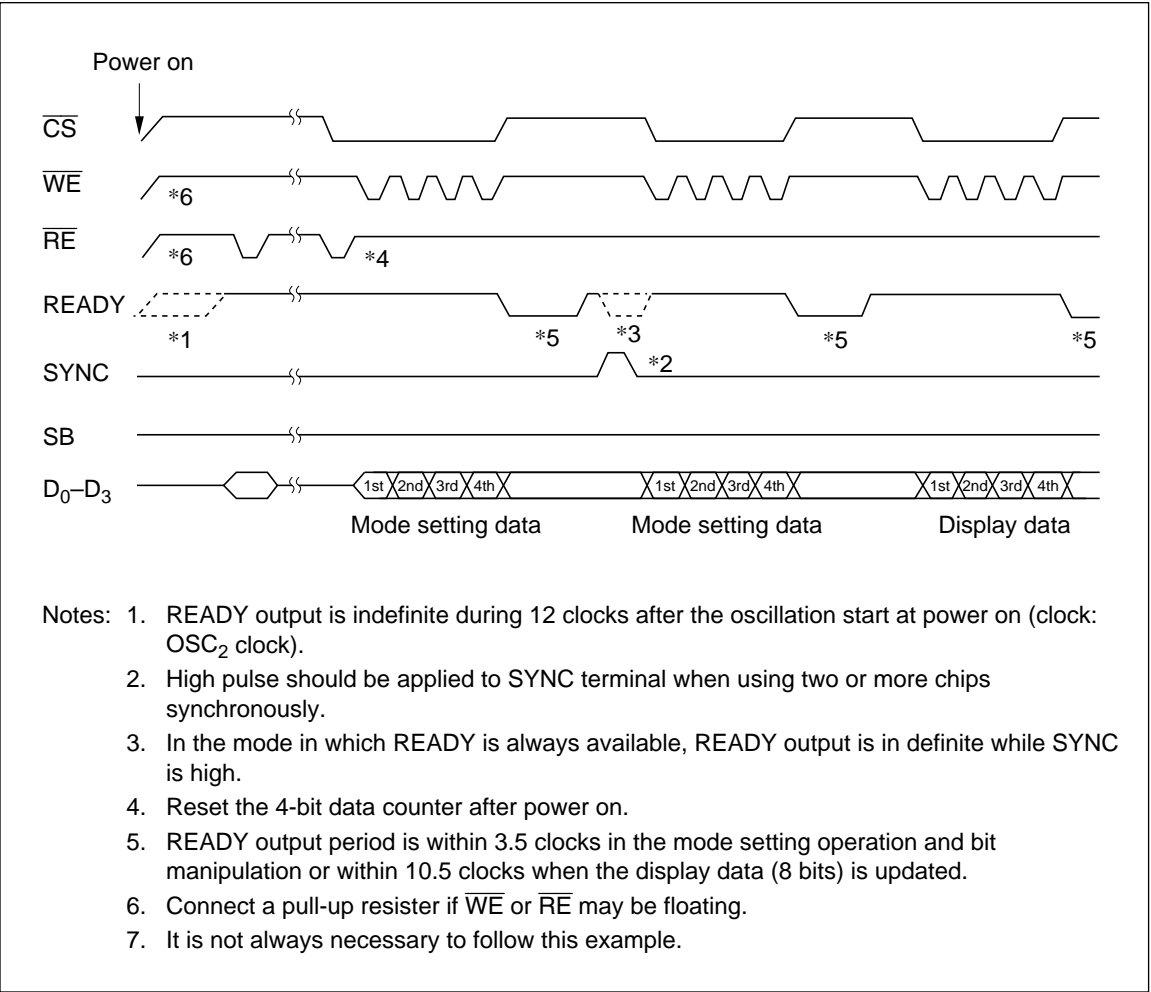 Power on
C̅S̅
W̅E̅ *6
R̅E̅ *6 *4
READY *1 *5 *3 *5 *5
SYNC *2
SB
D₀–D₃ 1st 2nd 3rd 4th 1st 2nd 3rd 4th 1st 2nd 3rd 4th
Mode setting data Mode setting data Display data
Notes: 1. READY output is indefinite during 12 clocks after the oscillation start at power on (clock:
OSC₂ clock).
2. High pulse should be applied to SYNC terminal when using two or more chips
synchronously.
3. In the mode in which READY is always available, READY output is in definite while SYNC
is high.
4. Reset the 4-bit data counter after power on.
5. READY output period is within 3.5 clocks in the mode setting operation and bit
manipulation or within 10.5 clocks when the display data (8 bits) is updated.
6. Connect a pull-up resister if W̅E̅ or R̅E̅ may be floating.
7. It is not always necessary to follow this example.